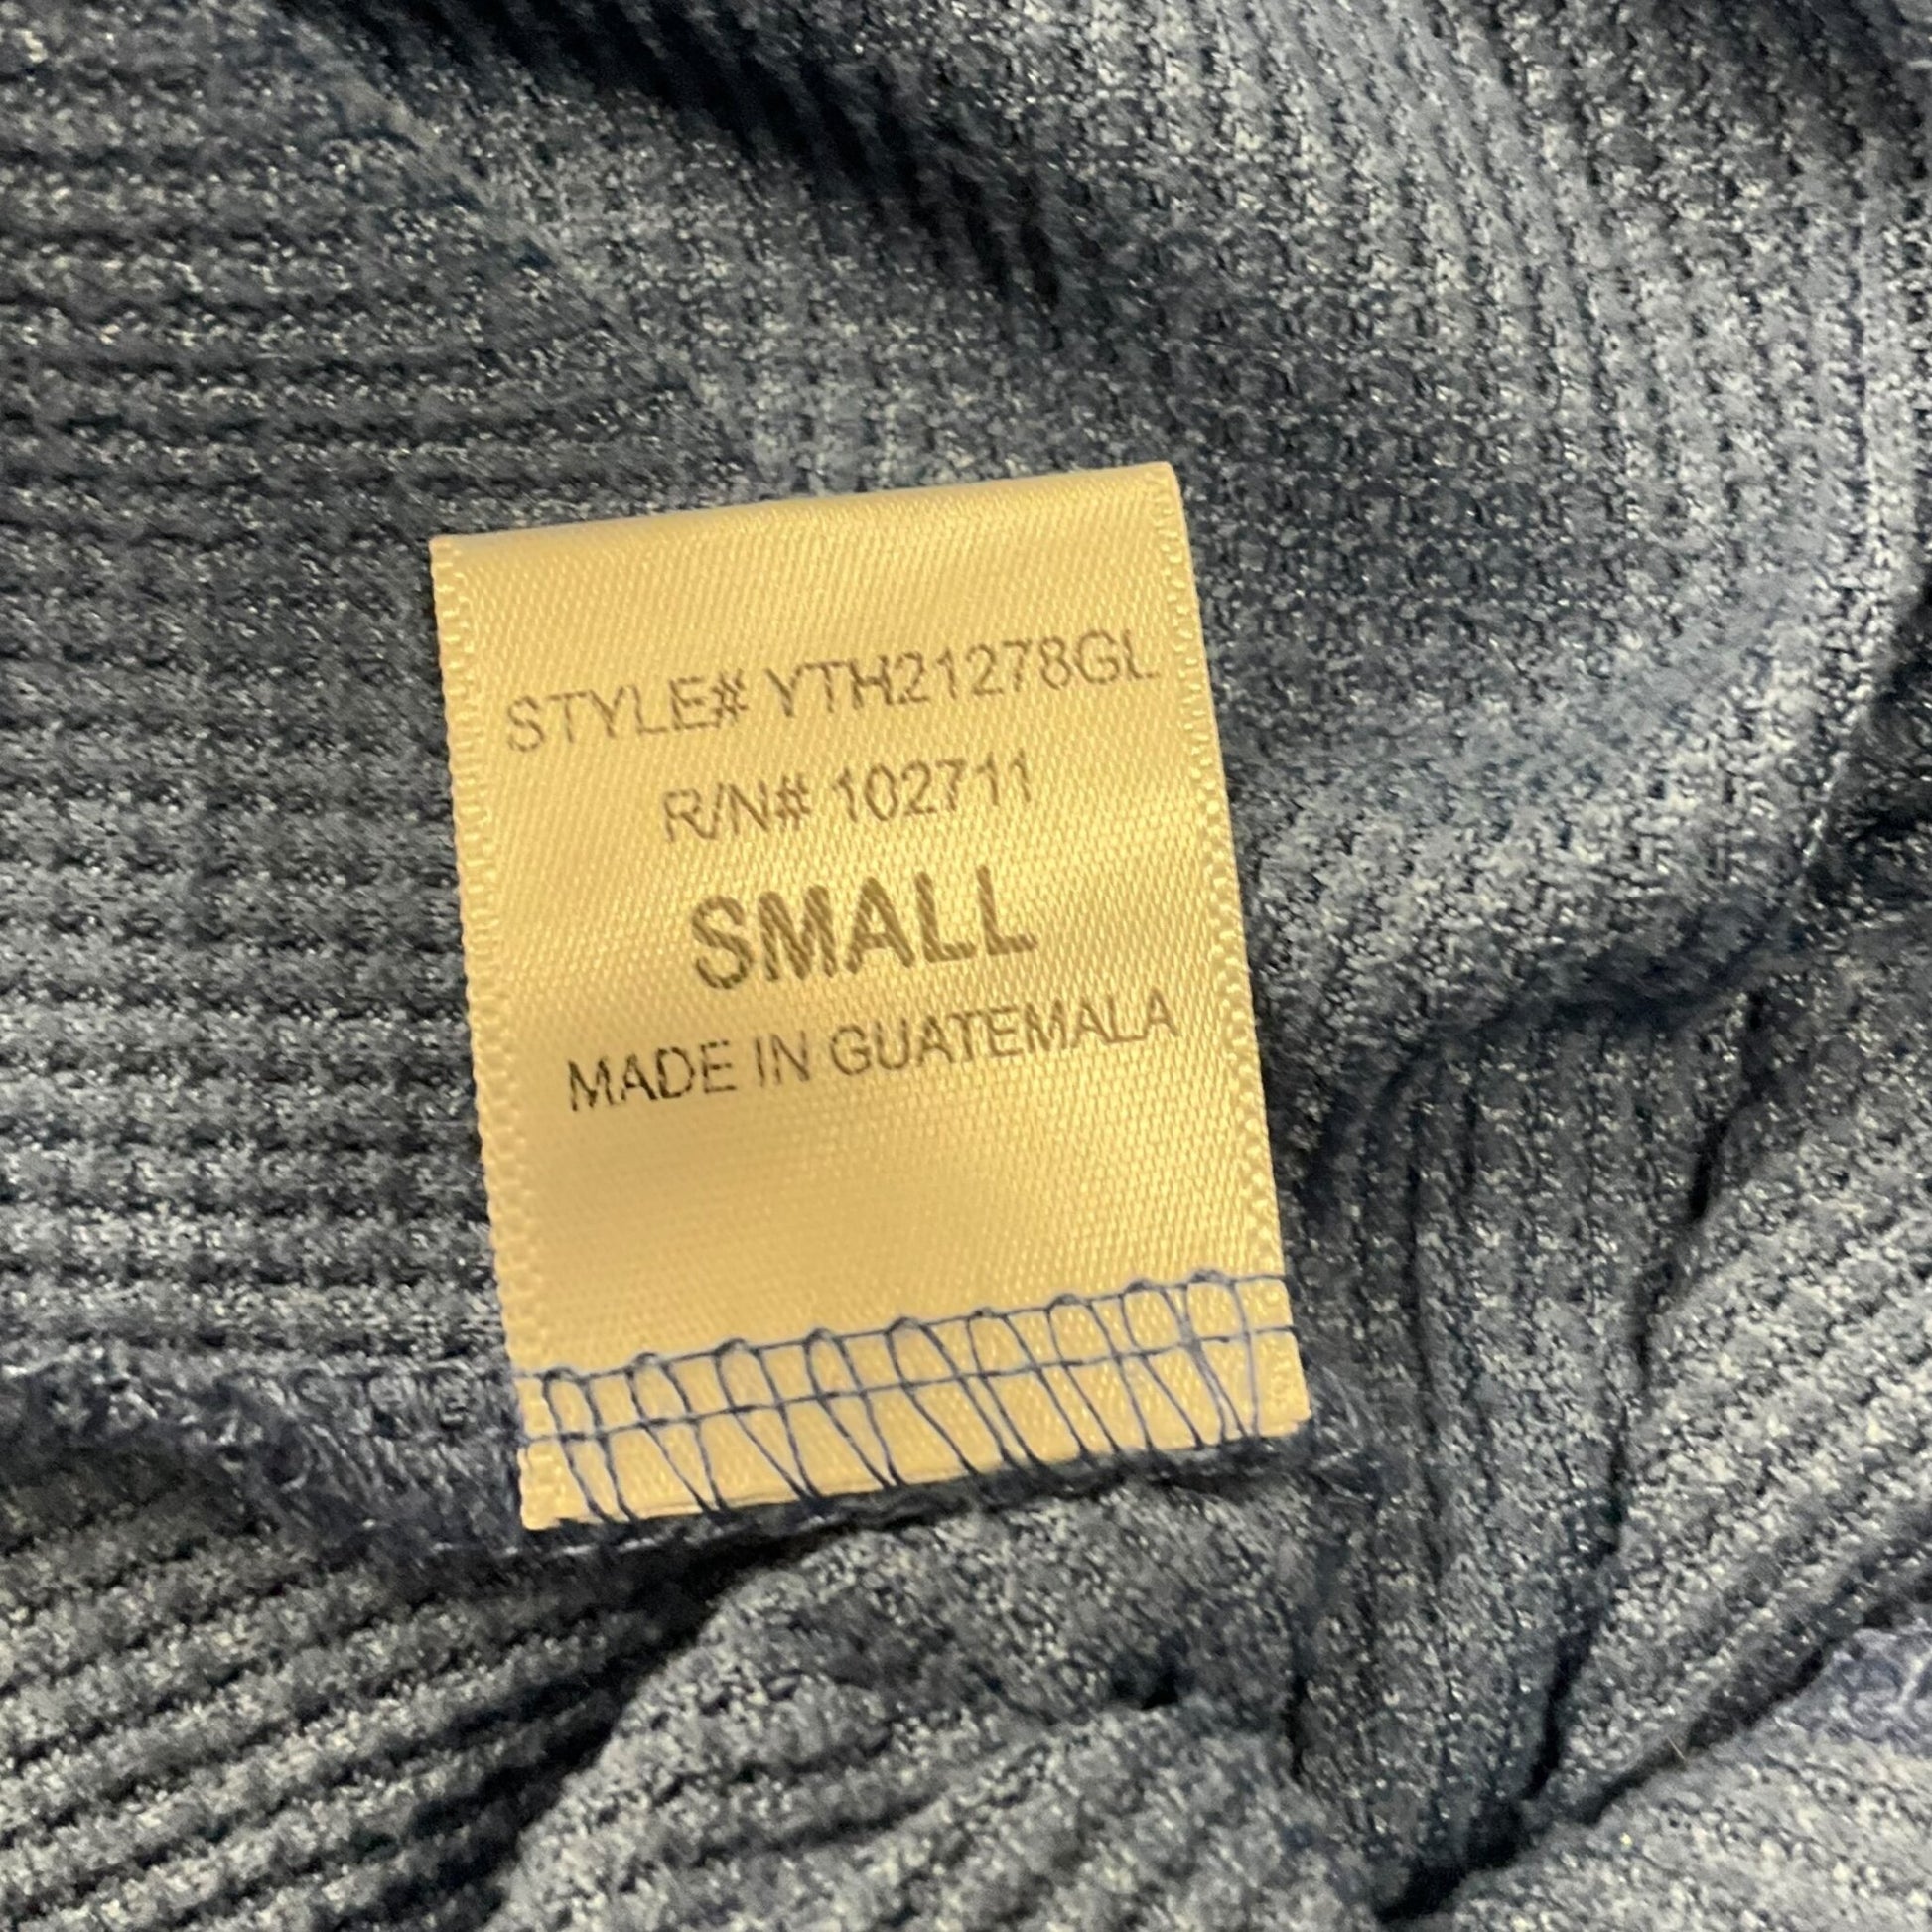 STYLE# YTH21278GL
R/N# 102711
SMALL
MADE IN GUATEMALA